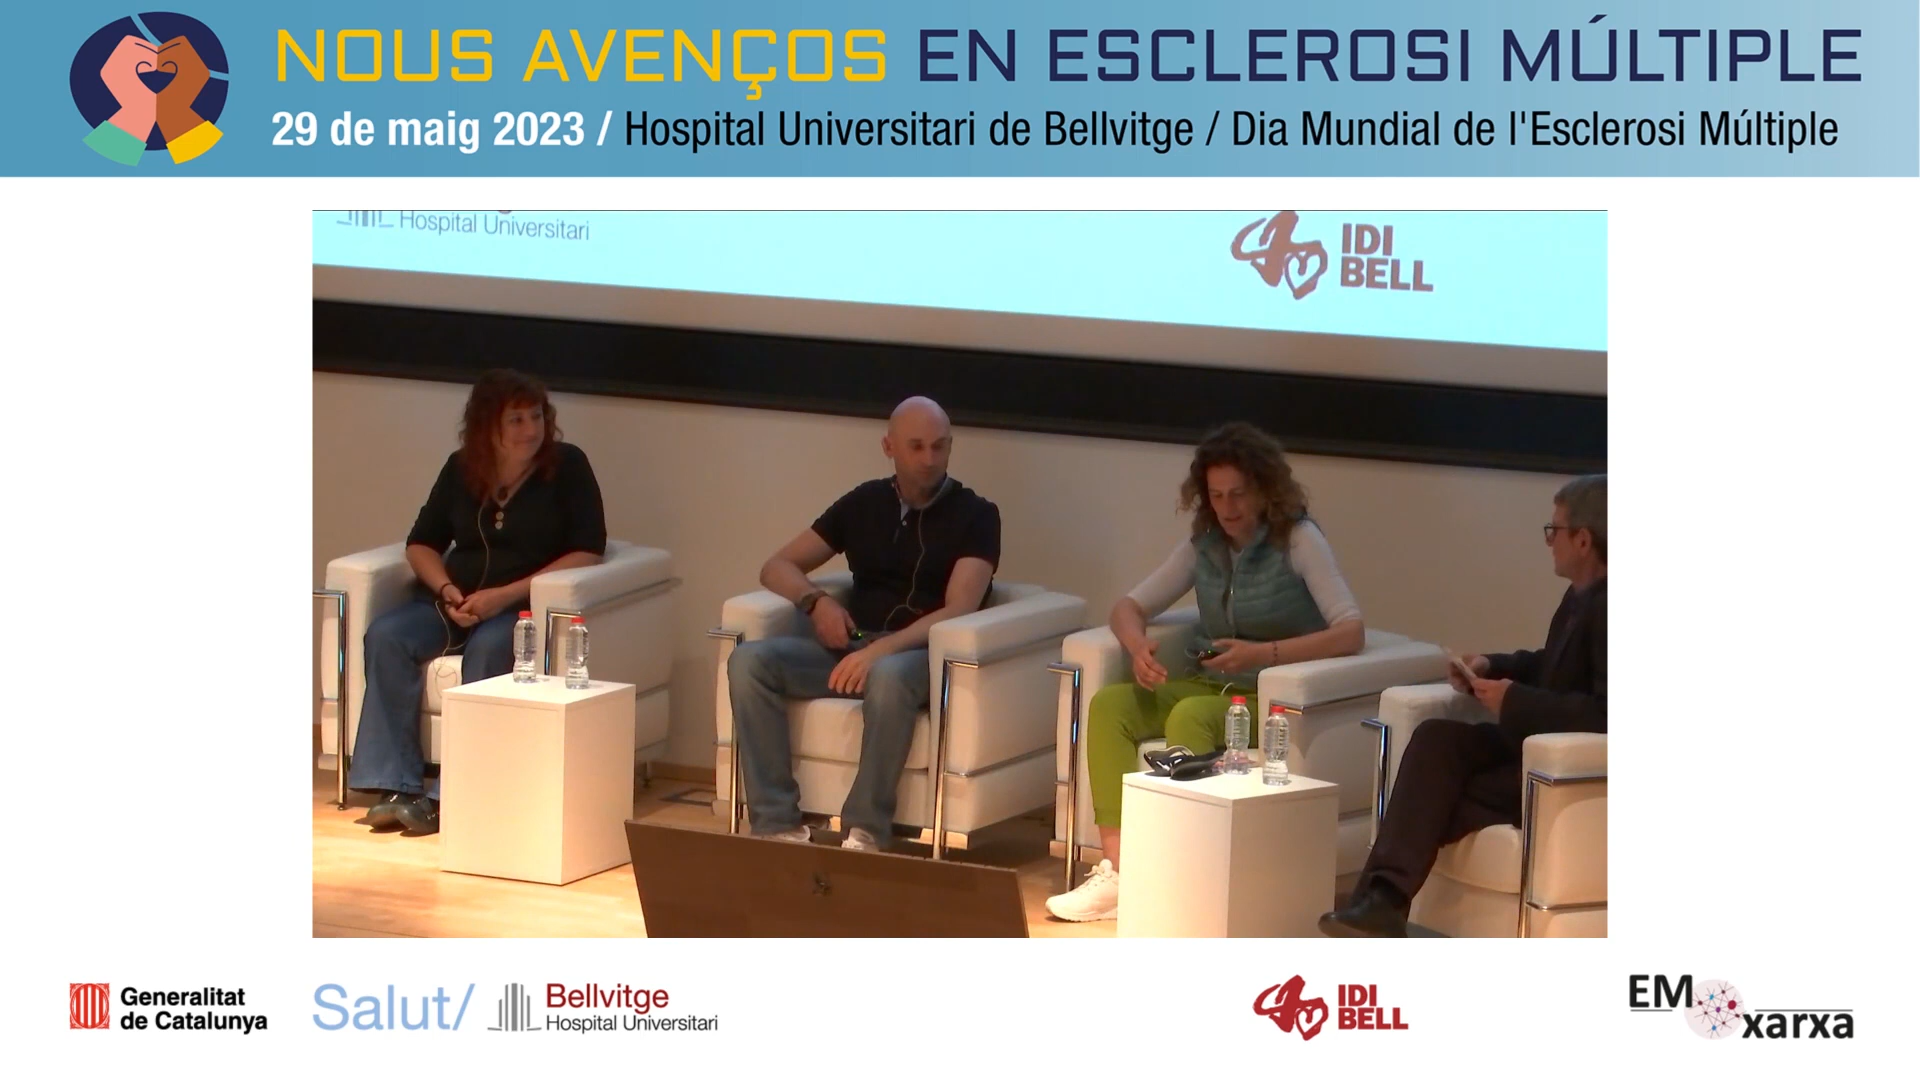 NOUS AVENÇOS EN ESCLEROSI MÚLTIPLE
29 de maig 2023 / Hospital Universitari de Bellvitge / Dia Mundial de l'Esclerosi Múltiple
Hospital Universitari
IDI
BELL
Generalitat
de Catalunya
Salut/
Bellvitge
Hospital Universitari
IDI
BELL
EM
xarxa